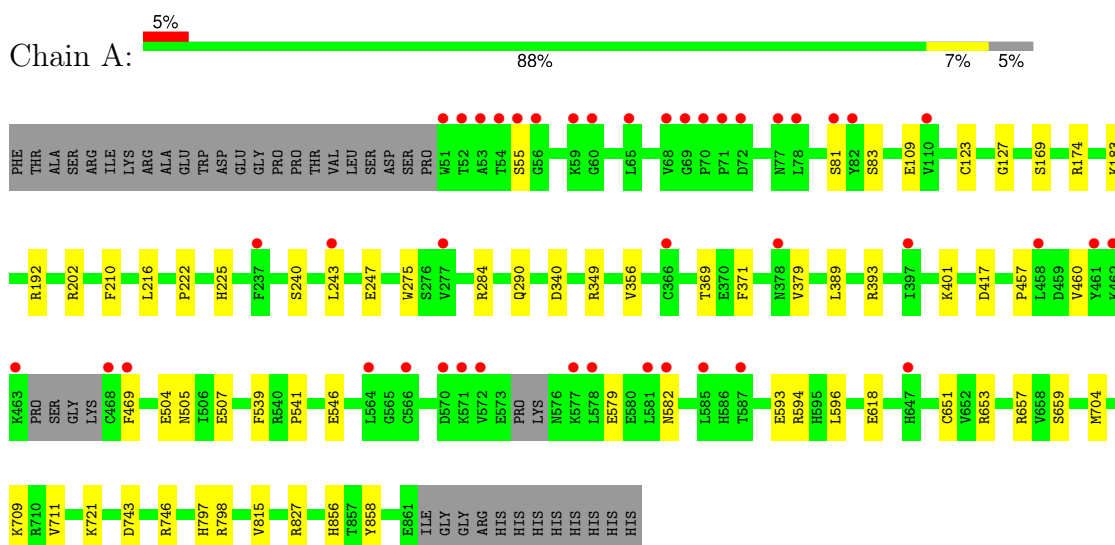 5%
Chain A:
88% 7% 5%
PHE THR ALA SER ARG ILE LYS ARG ALA GLU TRP ASP GLU GLU GLY PRO PRO THR VAL LEU SER ASP SER PRO W51 T52 A53 T54 S55 G56 K59 G60 L65 V68 G69 P70 P71 D72 N77 L78 S81 Y82 S83 E109 V110 C123 G127 S169 R174 K183
R192 R202 F210 L216 P222 H225 F237 S240 L243 E247 W275 S276 V277 R284 Q290 D340 R349 V356 C366 T369 E370 F371 N378 V379 L389 R393 I397 K401 D417 P457 L458 D459 V460 Y461 K462
K463 PRO SER GLY LYS C468 F469 E504 N505 I506 E507 F539 R540 P541 E546 L564 G565 C566 D570 K571 V572 E573 PRO LYS N576 K577 L578 E579 E580 L581 N582 L585 H586 T587 E593 R594 H595 L596 E618 H647 C651 V652 R653 R657 V658 S659 M704
K709 R710 V711 K721 D743 R746 H797 R798 V815 R827 H856 T857 Y858 E861 ILE GLY GLY ARG HIS HIS HIS HIS HIS HIS HIS HIS